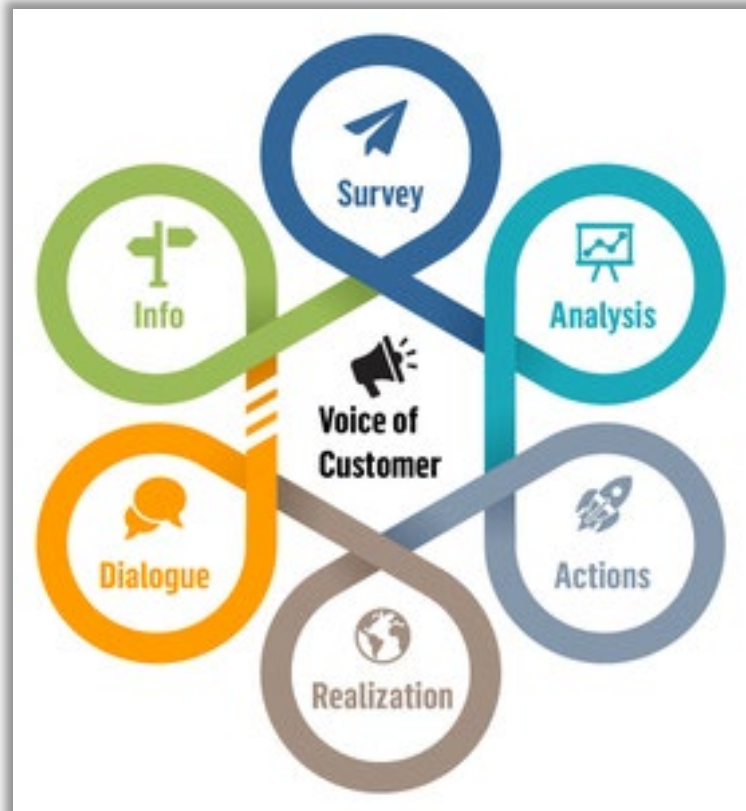 Survey
Info
Analysis
Voice of
Customer
Dialogue
Actions
Realization